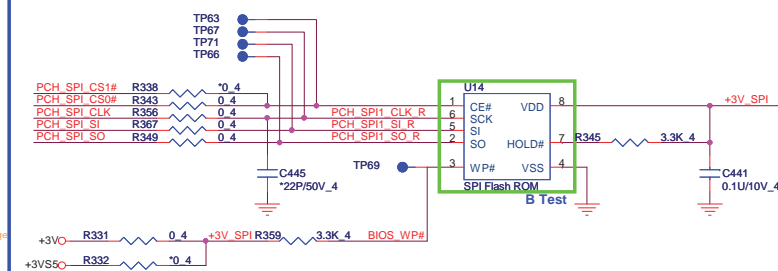 TP63
TP67
TP71
TP66
PCH_SPI_CS1# R338 *0_4
PCH_SPI_CS0# R343 0_4
PCH_SPI_CLK R356 0_4 PCH_SPI1_CLK_R
PCH_SPI_SI R367 0_4 PCH_SPI1_SI_R
PCH_SPI_SO R349 0_4 PCH_SPI1_SO_R
U14
1 CE# VDD 8 +3V_SPI
6 SCK
5 SI
2 SO HOLD# 7 R345 3.3K_4
TP69 3 WP# VSS 4
SPI Flash ROM
B Test
C445
*22P/50V_4
C441
0.1U/10V_4
+3V R331 0_4 +3V_SPI R359 3.3K_4 BIOS_WP#
+3VS5 R332 *0_4